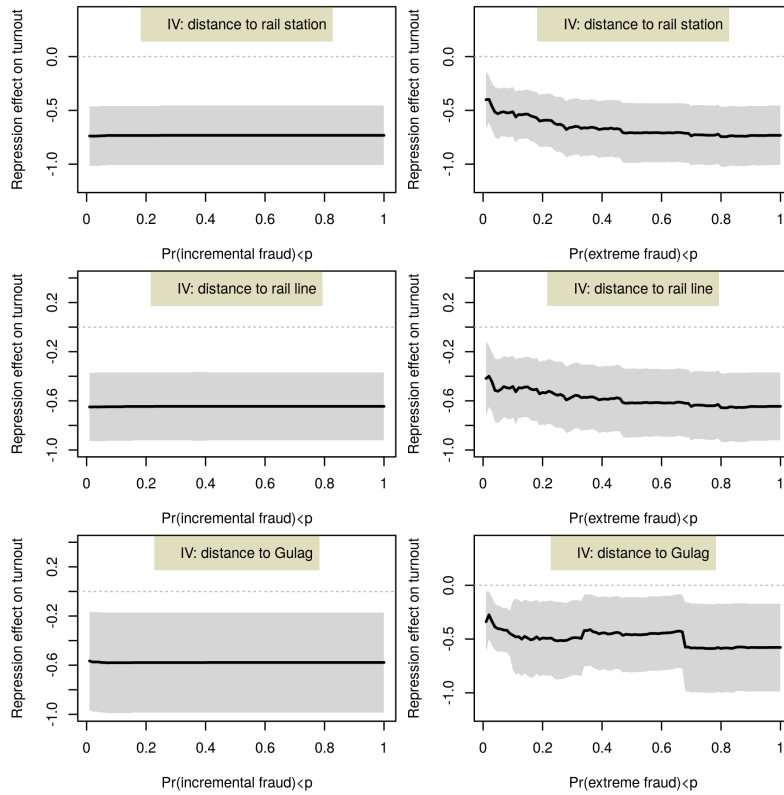 IV: distance to rail station
Repression effect on turnout
0.0
-0.5
-1.0
0 0.2 0.4 0.6 0.8 1
Pr(incremental fraud)<p
IV: distance to rail station
Repression effect on turnout
0.0
-0.5
-1.0
0 0.2 0.4 0.6 0.8 1
Pr(extreme fraud)<p
IV: distance to rail line
Repression effect on turnout
0.2
-0.2
-0.6
-1.0
0 0.2 0.4 0.6 0.8 1
Pr(incremental fraud)<p
IV: distance to rail line
Repression effect on turnout
0.2
-0.2
-0.6
-1.0
0 0.2 0.4 0.6 0.8 1
Pr(extreme fraud)<p
IV: distance to Gulag
Repression effect on turnout
0.2
-0.2
-0.6
-1.0
0 0.2 0.4 0.6 0.8 1
Pr(incremental fraud)<p
IV: distance to Gulag
Repression effect on turnout
0.0
-0.5
-1.0
0 0.2 0.4 0.6 0.8 1
Pr(extreme fraud)<p